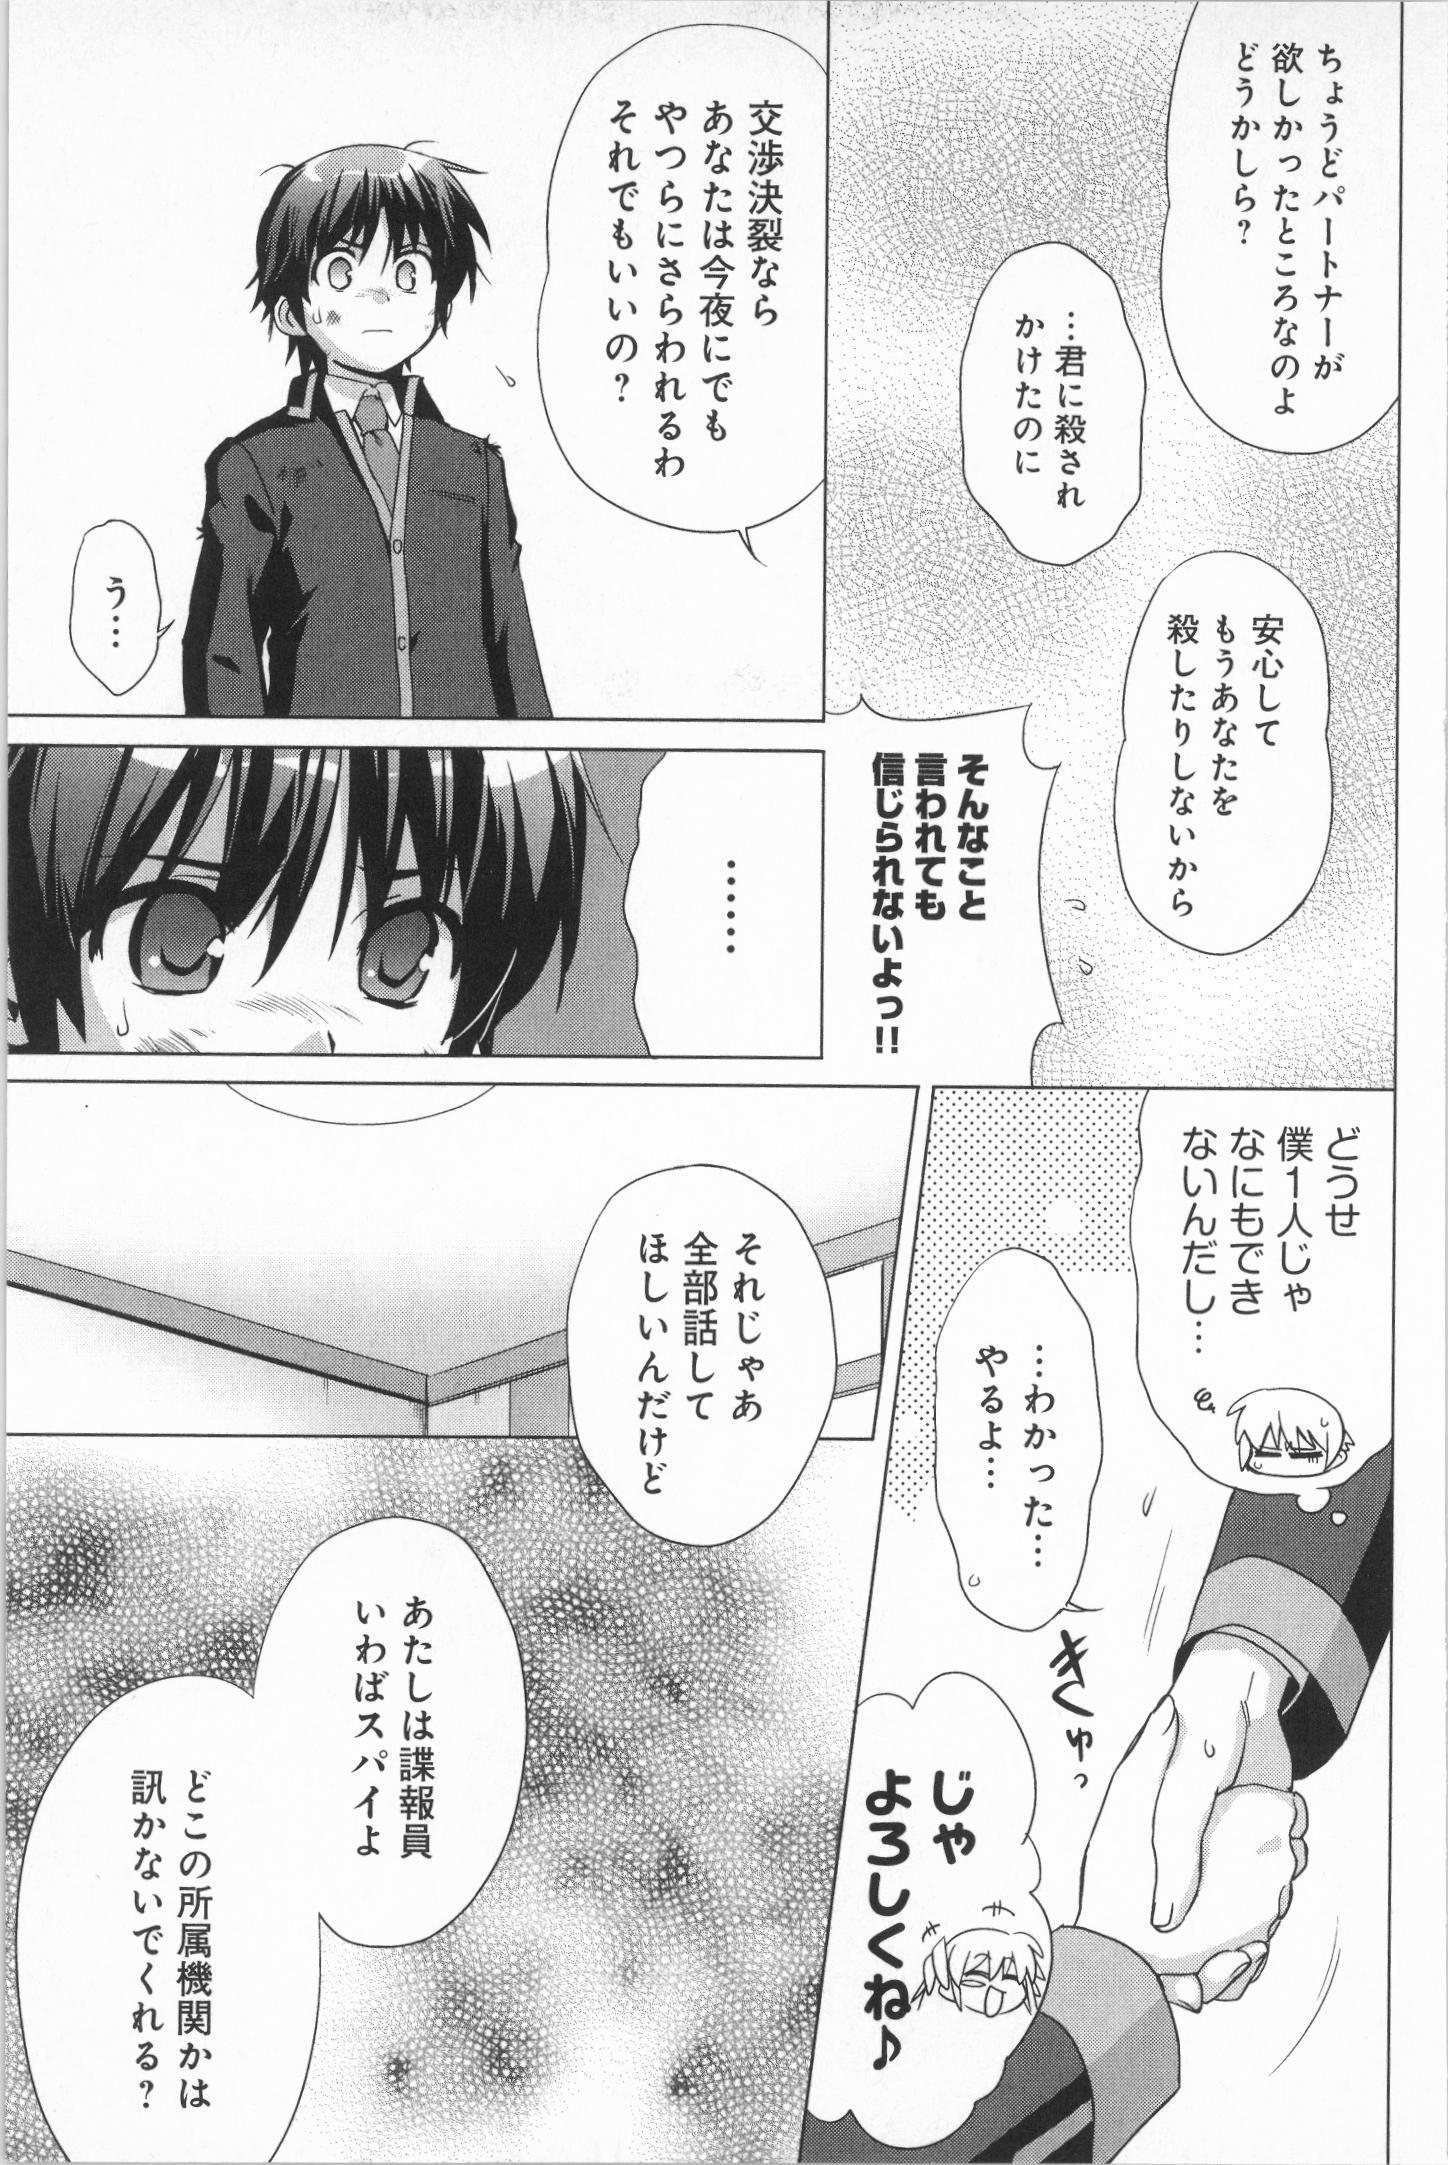 ちょうどパートナーが
欲しかったところなのよ
どうかしら?
…君に殺され
かけたのに
安心して
もうあなたを
殺したりしないから
そんなこと
言われても
信じられないよっ!!
交渉決裂なら
あなたは今夜にでも
やつらにさらわれるわ
それでもいいの?
う…
……
どうせ
僕1人じゃ
なにもでき
ないんだし…
…わかった…
やるよ…
きゅっ
じゃ
よろしくね♪
それじゃあ
全部話して
ほしいんだけど
あたしは諜報員
いわばスパイよ
どこの所属機関かは
訊かないでくれる?